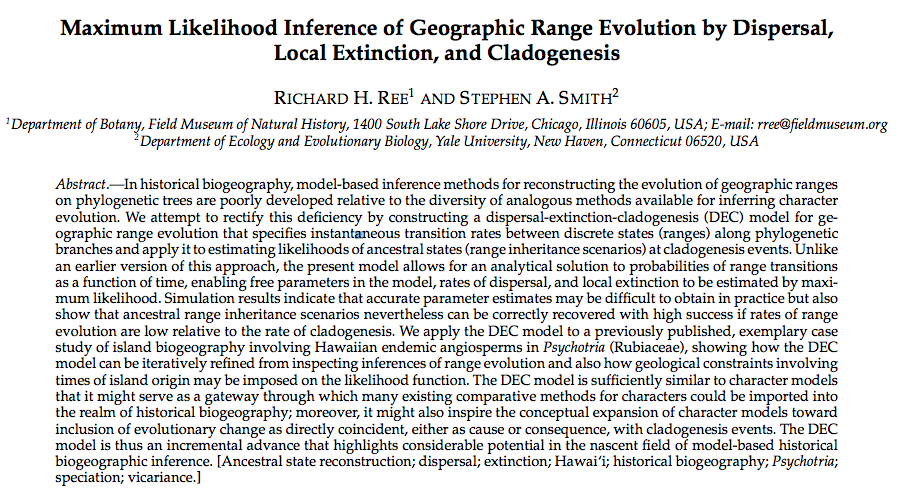 Maximum Likelihood Inference of Geographic Range Evolution by Dispersal,
Local Extinction, and Cladogenesis
RICHARD H. REE1 AND STEPHEN A. SMITH2
1Department of Botany, Field Museum of Natural History, 1400 South Lake Shore Drive, Chicago, Illinois 60605, USA; E-mail: rree@fieldmuseum.org
2Department of Ecology and Evolutionary Biology, Yale University, New Haven, Connecticut 06520, USA
Abstract.—In historical biogeography, model-based inference methods for reconstructing the evolution of geographic ranges
on phylogenetic trees are poorly developed relative to the diversity of analogous methods available for inferring character
evolution. We attempt to rectify this deficiency by constructing a dispersal-extinction-cladogenesis (DEC) model for ge-
ographic range evolution that specifies instantaneous transition rates between discrete states (ranges) along phylogenetic
branches and apply it to estimating likelihoods of ancestral states (range inheritance scenarios) at cladogenesis events. Unlike
an earlier version of this approach, the present model allows for an analytical solution to probabilities of range transitions
as a function of time, enabling free parameters in the model, rates of dispersal, and local extinction to be estimated by maxi-
mum likelihood. Simulation results indicate that accurate parameter estimates may be difficult to obtain in practice but also
show that ancestral range inheritance scenarios nevertheless can be correctly recovered with high success if rates of range
evolution are low relative to the rate of cladogenesis. We apply the DEC model to a previously published, exemplary case
study of island biogeography involving Hawaiian endemic angiosperms in Psychotria (Rubiaceae), showing how the DEC
model can be iteratively refined from inspecting inferences of range evolution and also how geological constraints involving
times of island origin may be imposed on the likelihood function. The DEC model is sufficiently similar to character models
that it might serve as a gateway through which many existing comparative methods for characters could be imported into
the realm of historical biogeography; moreover, it might also inspire the conceptual expansion of character models toward
inclusion of evolutionary change as directly coincident, either as cause or consequence, with cladogenesis events. The DEC
model is thus an incremental advance that highlights considerable potential in the nascent field of model-based historical
biogeographic inference. [Ancestral state reconstruction; dispersal; extinction; Hawai‘i; historical biogeography; Psychotria;
speciation; vicariance.]